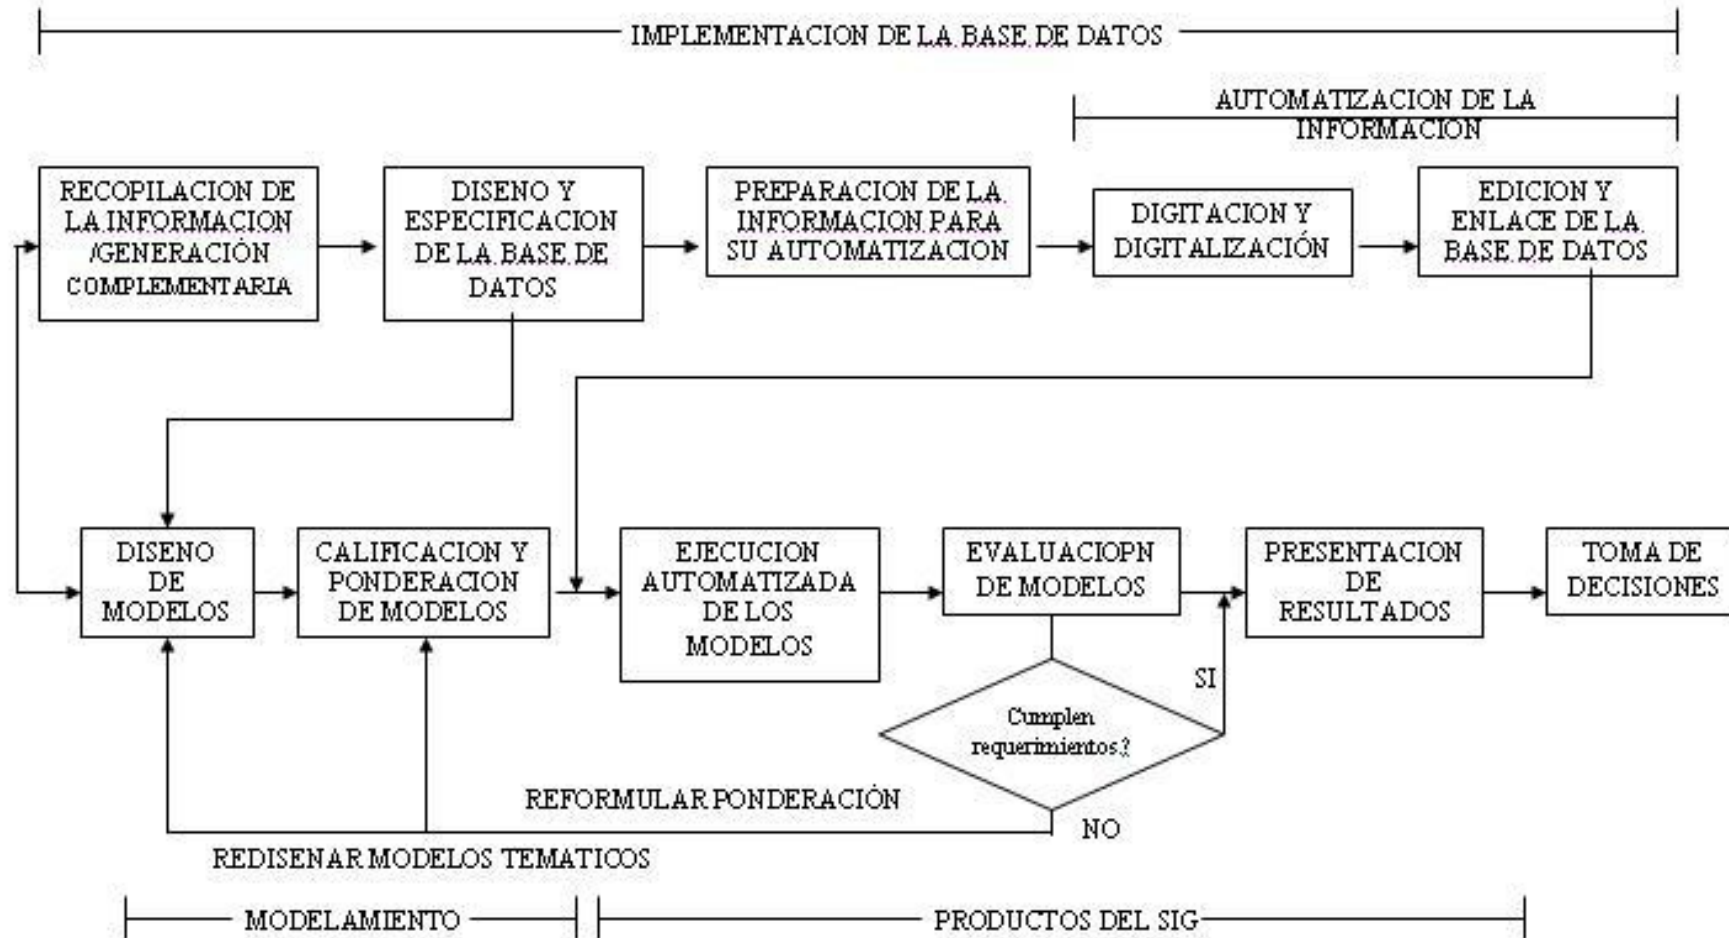 IMPLEMENTACION DE LA BASE DE DATOS
AUTOMATIZACION DE LA
INFORMACION
RECOPILACION DE
LA INFORMACION
/GENERACIÓN
COMPLEMENTARIA
DISENO Y
ESPECIFICACION
DE LA BASE DE
DATOS
PREPARACION DE LA
INFORMACION PARA
SU AUTOMATIZACION
DIGITACION Y
DIGITALIZACIÓN
EDICION Y
ENLACE DE LA
BASE DE DATOS
DISENO
DE
MODELOS
CALIFICACION Y
PONDERACION
DE MODELOS
EJECUCION
AUTOMATIZADA
DE LOS
MODELOS
EVALUACIOPN
DE MODELOS
PRESENTACION
DE
RESULTADOS
TOMA DE
DECISIONES
SI
Cumplen
requerimientos.?
REFORMULAR PONDERACIÓN
NO
REDISENAR MODELOS TEMATICOS
MODELAMIENTO
PRODUCTOS DEL SIG